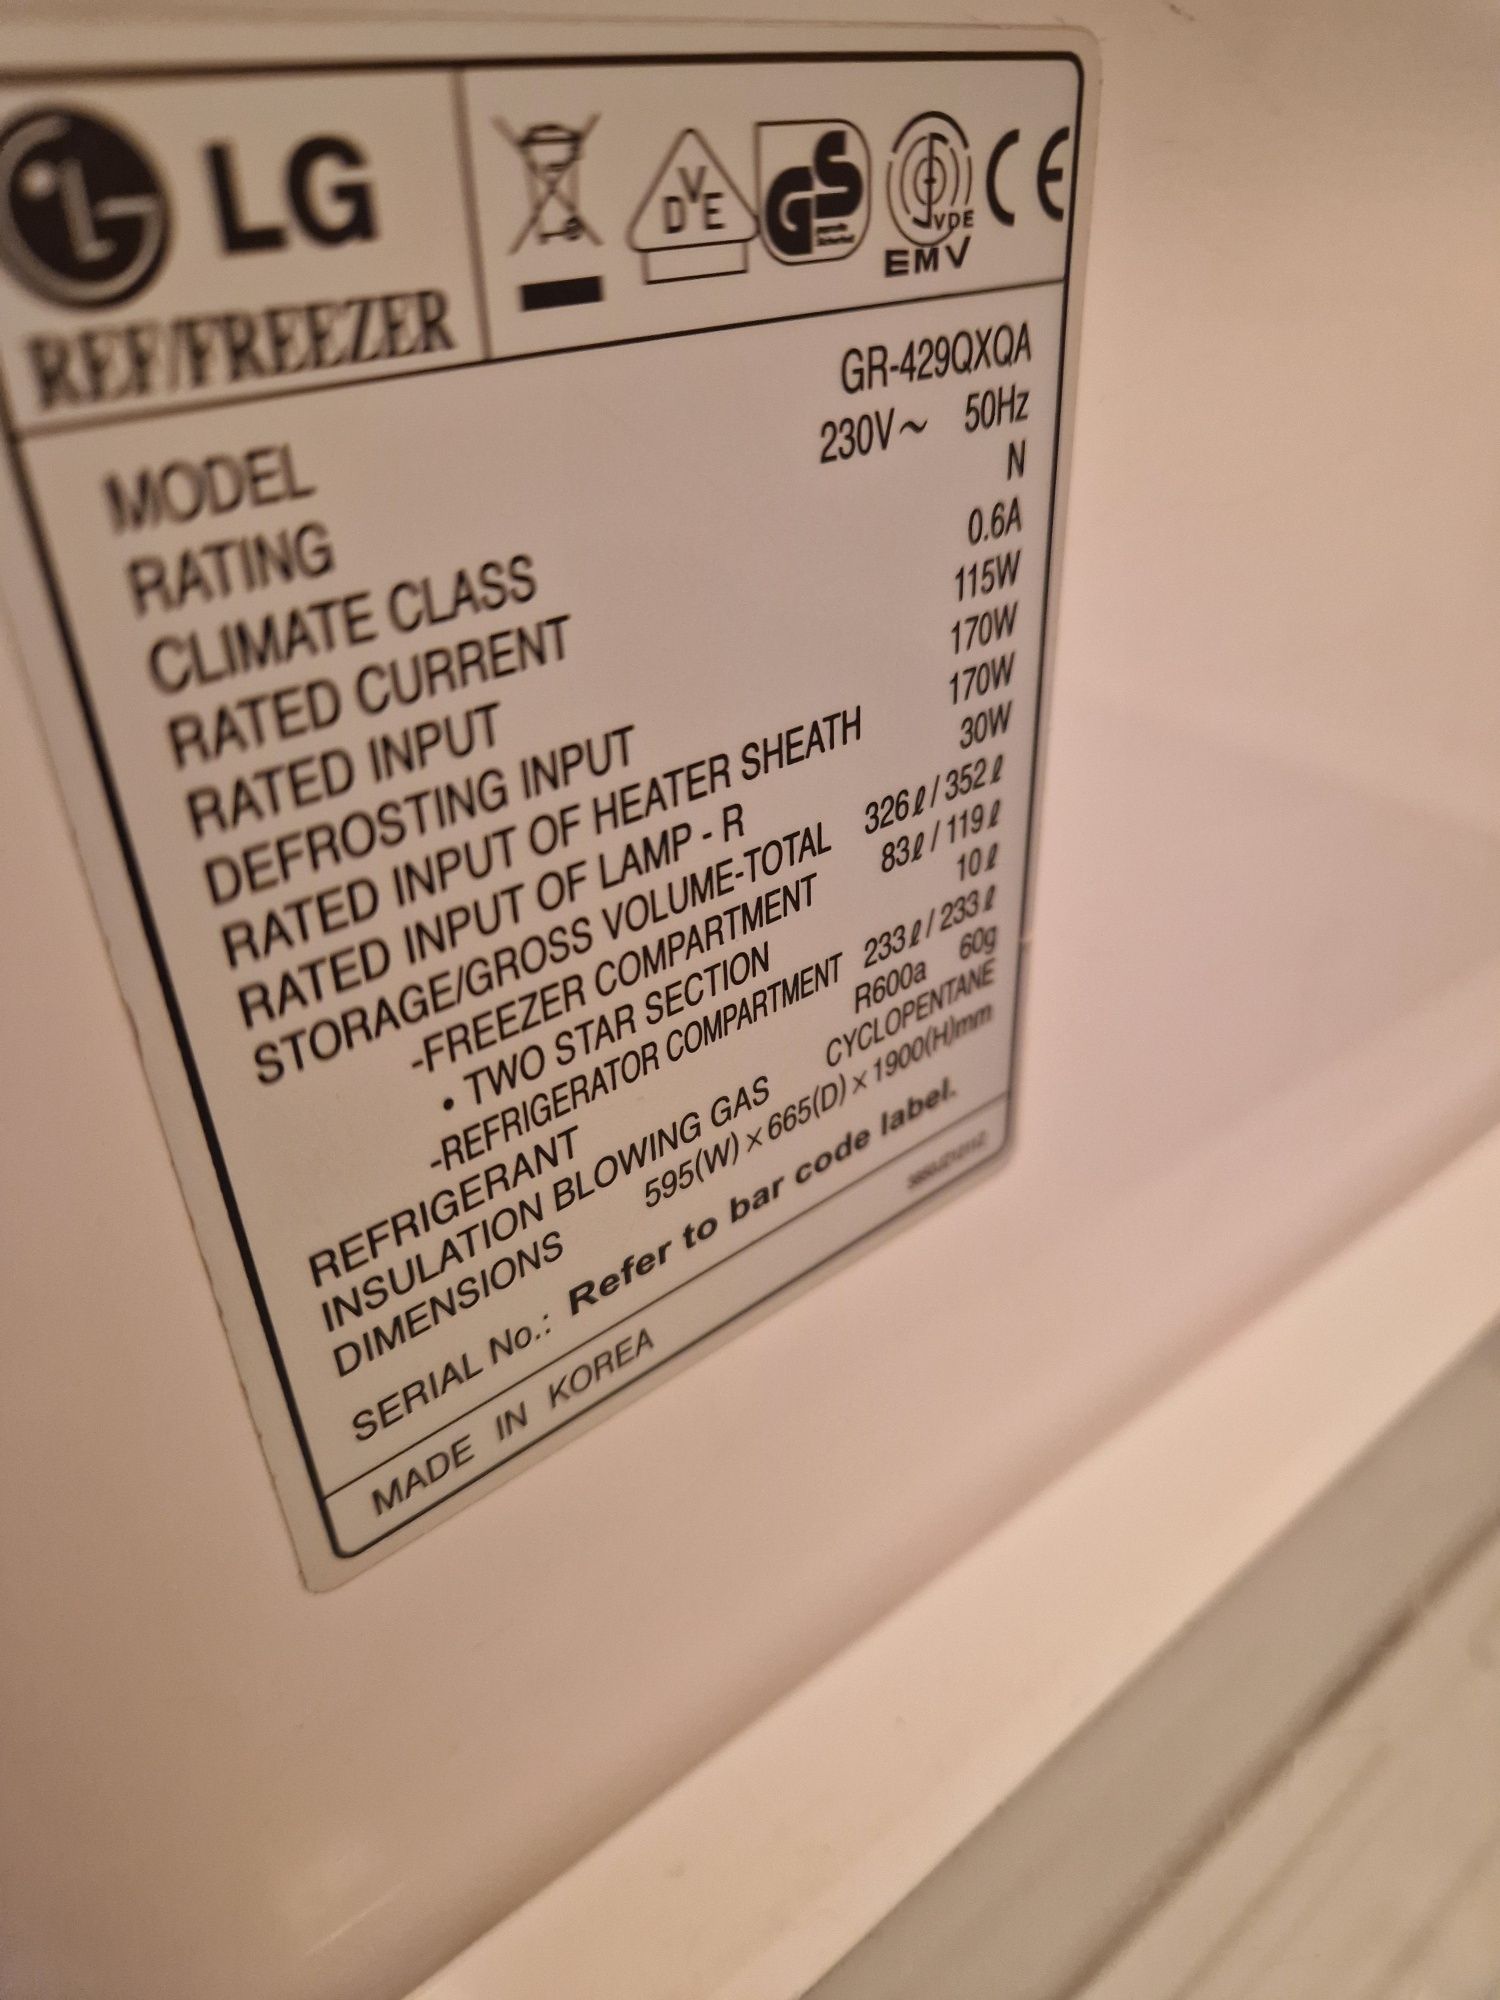 LG
REF/FREEZER
DVE
GS
VDE
EMV
CE
MODEL GR-429QXQA
RATING 230V~ 50Hz
CLIMATE CLASS N
RATED CURRENT 0.6A
RATED INPUT 115W
DEFROSTING INPUT 170W
RATED INPUT OF HEATER SHEATH 170W
RATED INPUT OF LAMP - R 30W
STORAGE/GROSS VOLUME-TOTAL 326ℓ/352ℓ
-FREEZER COMPARTMENT 83ℓ/119ℓ
• TWO STAR SECTION 10ℓ
-REFRIGERATOR COMPARTMENT 233ℓ/233ℓ
REFRIGERANT R600a 60g
INSULATION BLOWING GAS CYCLOPENTANE
DIMENSIONS 595(W)×665(D)×1900(H)mm
SERIAL No.: Refer to bar code label.
MADE IN KOREA